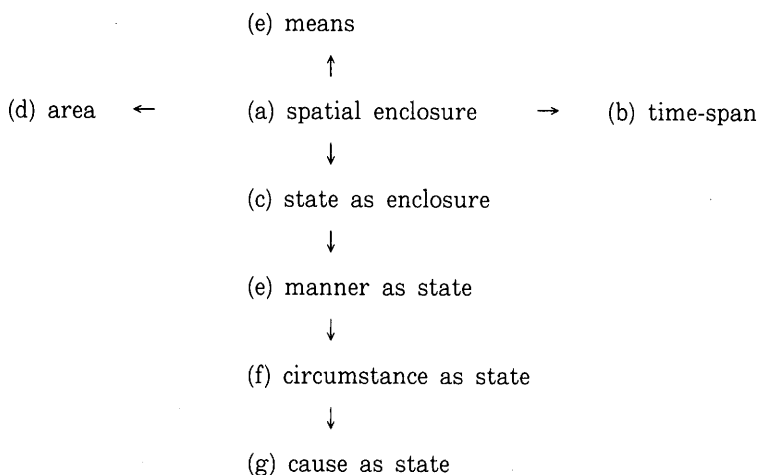 (e) means
↑
(d) area ← (a) spatial enclosure → (b) time-span
↓
(c) state as enclosure
↓
(e) manner as state
↓
(f) circumstance as state
↓
(g) cause as state